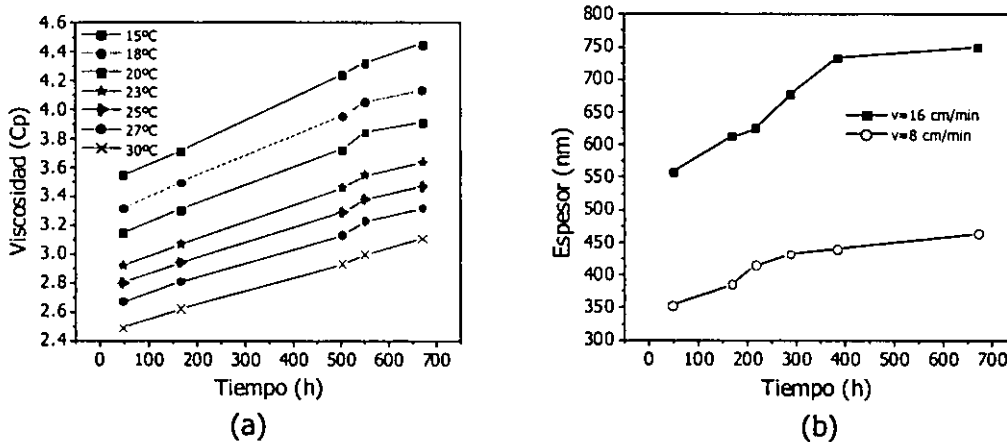 4.6
4.4
4.2
4.0
3.8
3.6
3.4
3.2
3.0
2.8
2.6
2.4
Viscosidad (Cp)
15ºC
18ºC
20ºC
23ºC
25ºC
27ºC
30ºC
0 100 200 300 400 500 600 700
Tiempo (h)
(a)
800
750
700
650
600
550
500
450
400
350
300
Espesor (nm)
v=16 cm/min
v=8 cm/min
0 100 200 300 400 500 600 700
Tiempo (h)
(b)